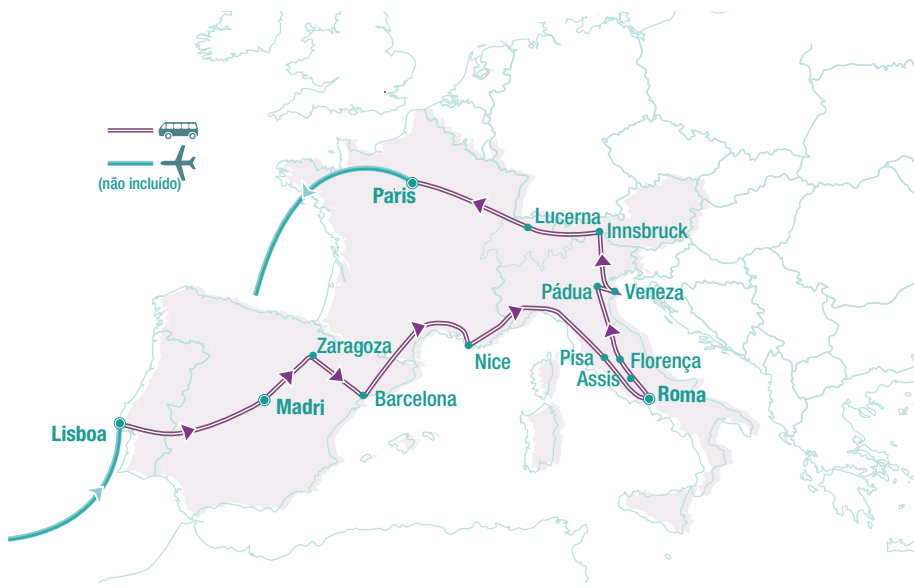 (não incluído)
Paris
Lucerna
Innsbruck
Pádua
Veneza
Zaragoza
Nice
Pisa
Florença
Assis
Madri
Barcelona
Roma
Lisboa